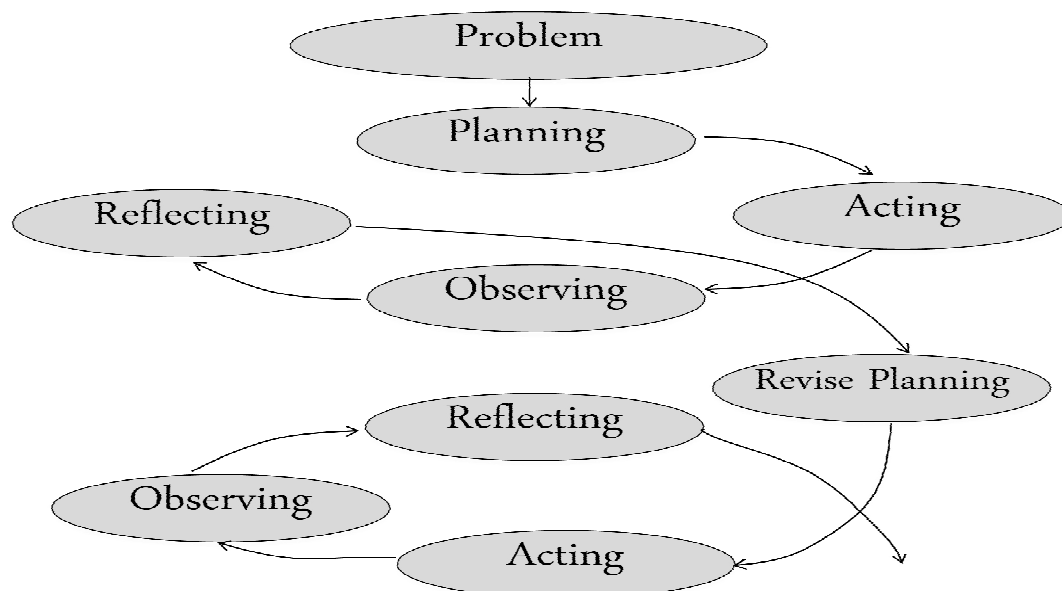 Problem
Planning
Acting
Reflecting
Observing
Revise Planning
Reflecting
Observing
Acting